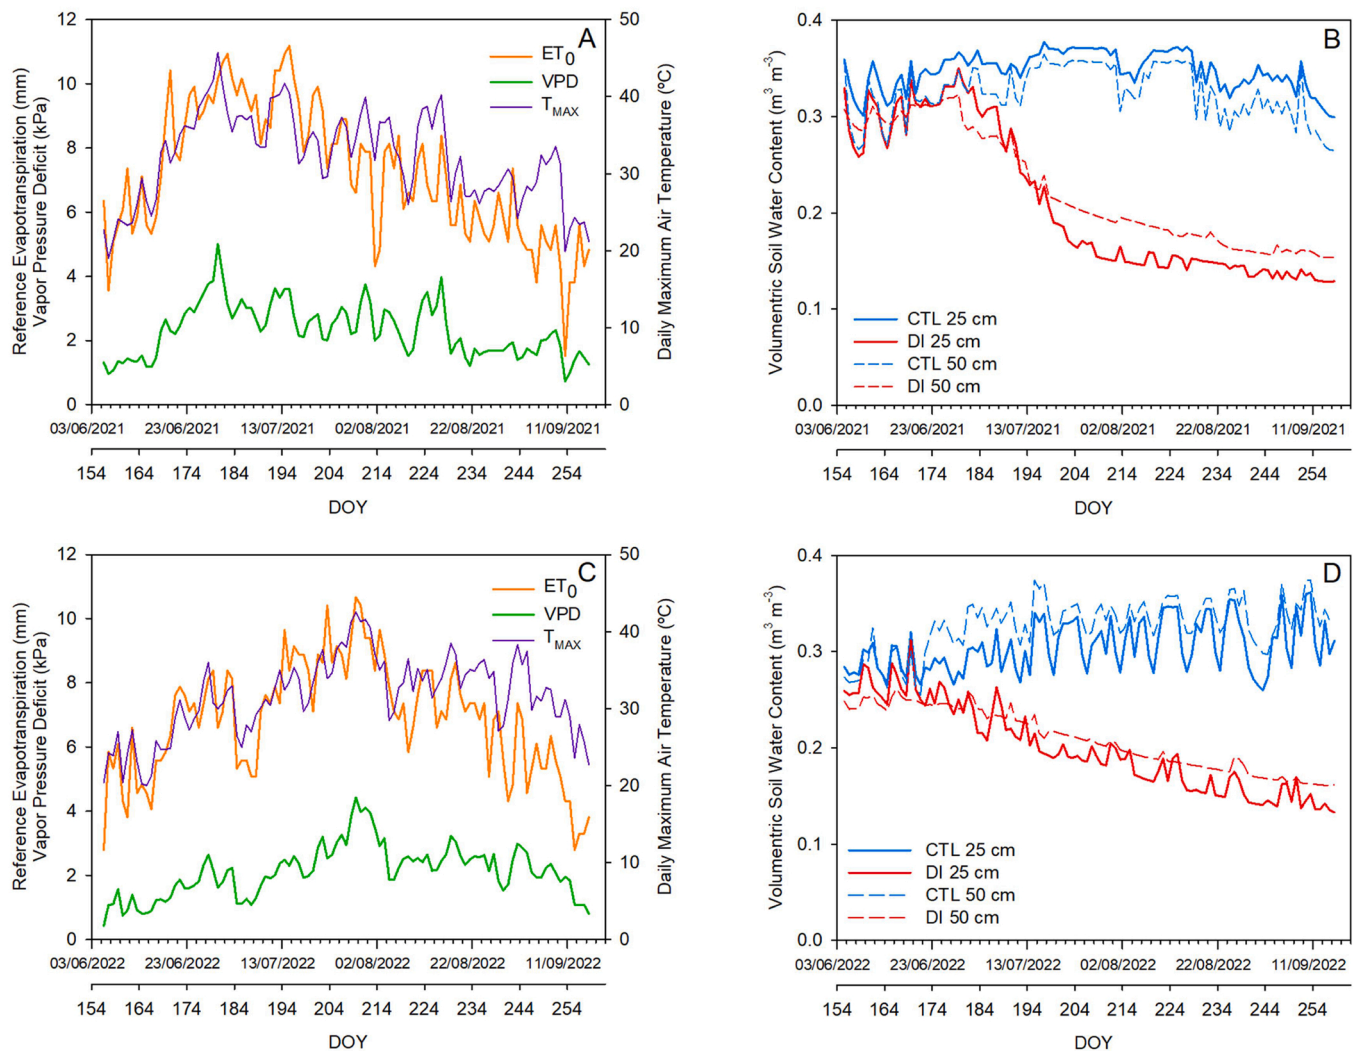 A
Reference Evapotranspiration (mm)
Vapor Pressure Deficit (kPa)
12
10
8
6
4
2
0
ET0
VPD
TMAX
50
40
30
20
10
0
Daily Maximum Air Temperature (ºC)
03/06/2021 23/06/2021 13/07/2021 02/08/2021 22/08/2021 11/09/2021
154 164 174 184 194 204 214 224 234 244 254
DOY
B
Volumentric Soil Water Content (m³ m⁻³)
0.4
0.3
0.2
0.1
0.0
CTL 25 cm
DI 25 cm
CTL 50 cm
DI 50 cm
03/06/2021 23/06/2021 13/07/2021 02/08/2021 22/08/2021 11/09/2021
154 164 174 184 194 204 214 224 234 244 254
DOY
C
Reference Evapotranspiration (mm)
Vapor Pressure Deficit (kPa)
12
10
8
6
4
2
0
ET0
VPD
TMAX
50
40
30
20
10
0
Daily Maximum Air Temperature (ºC)
03/06/2022 23/06/2022 13/07/2022 02/08/2022 22/08/2022 11/09/2022
154 164 174 184 194 204 214 224 234 244 254
DOY
D
Volumentric Soil Water Content (m³ m⁻³)
0.4
0.3
0.2
0.1
0.0
CTL 25 cm
DI 25 cm
CTL 50 cm
DI 50 cm
03/06/2022 23/06/2022 13/07/2022 02/08/2022 22/08/2022 11/09/2022
154 164 174 184 194 204 214 224 234 244 254
DOY